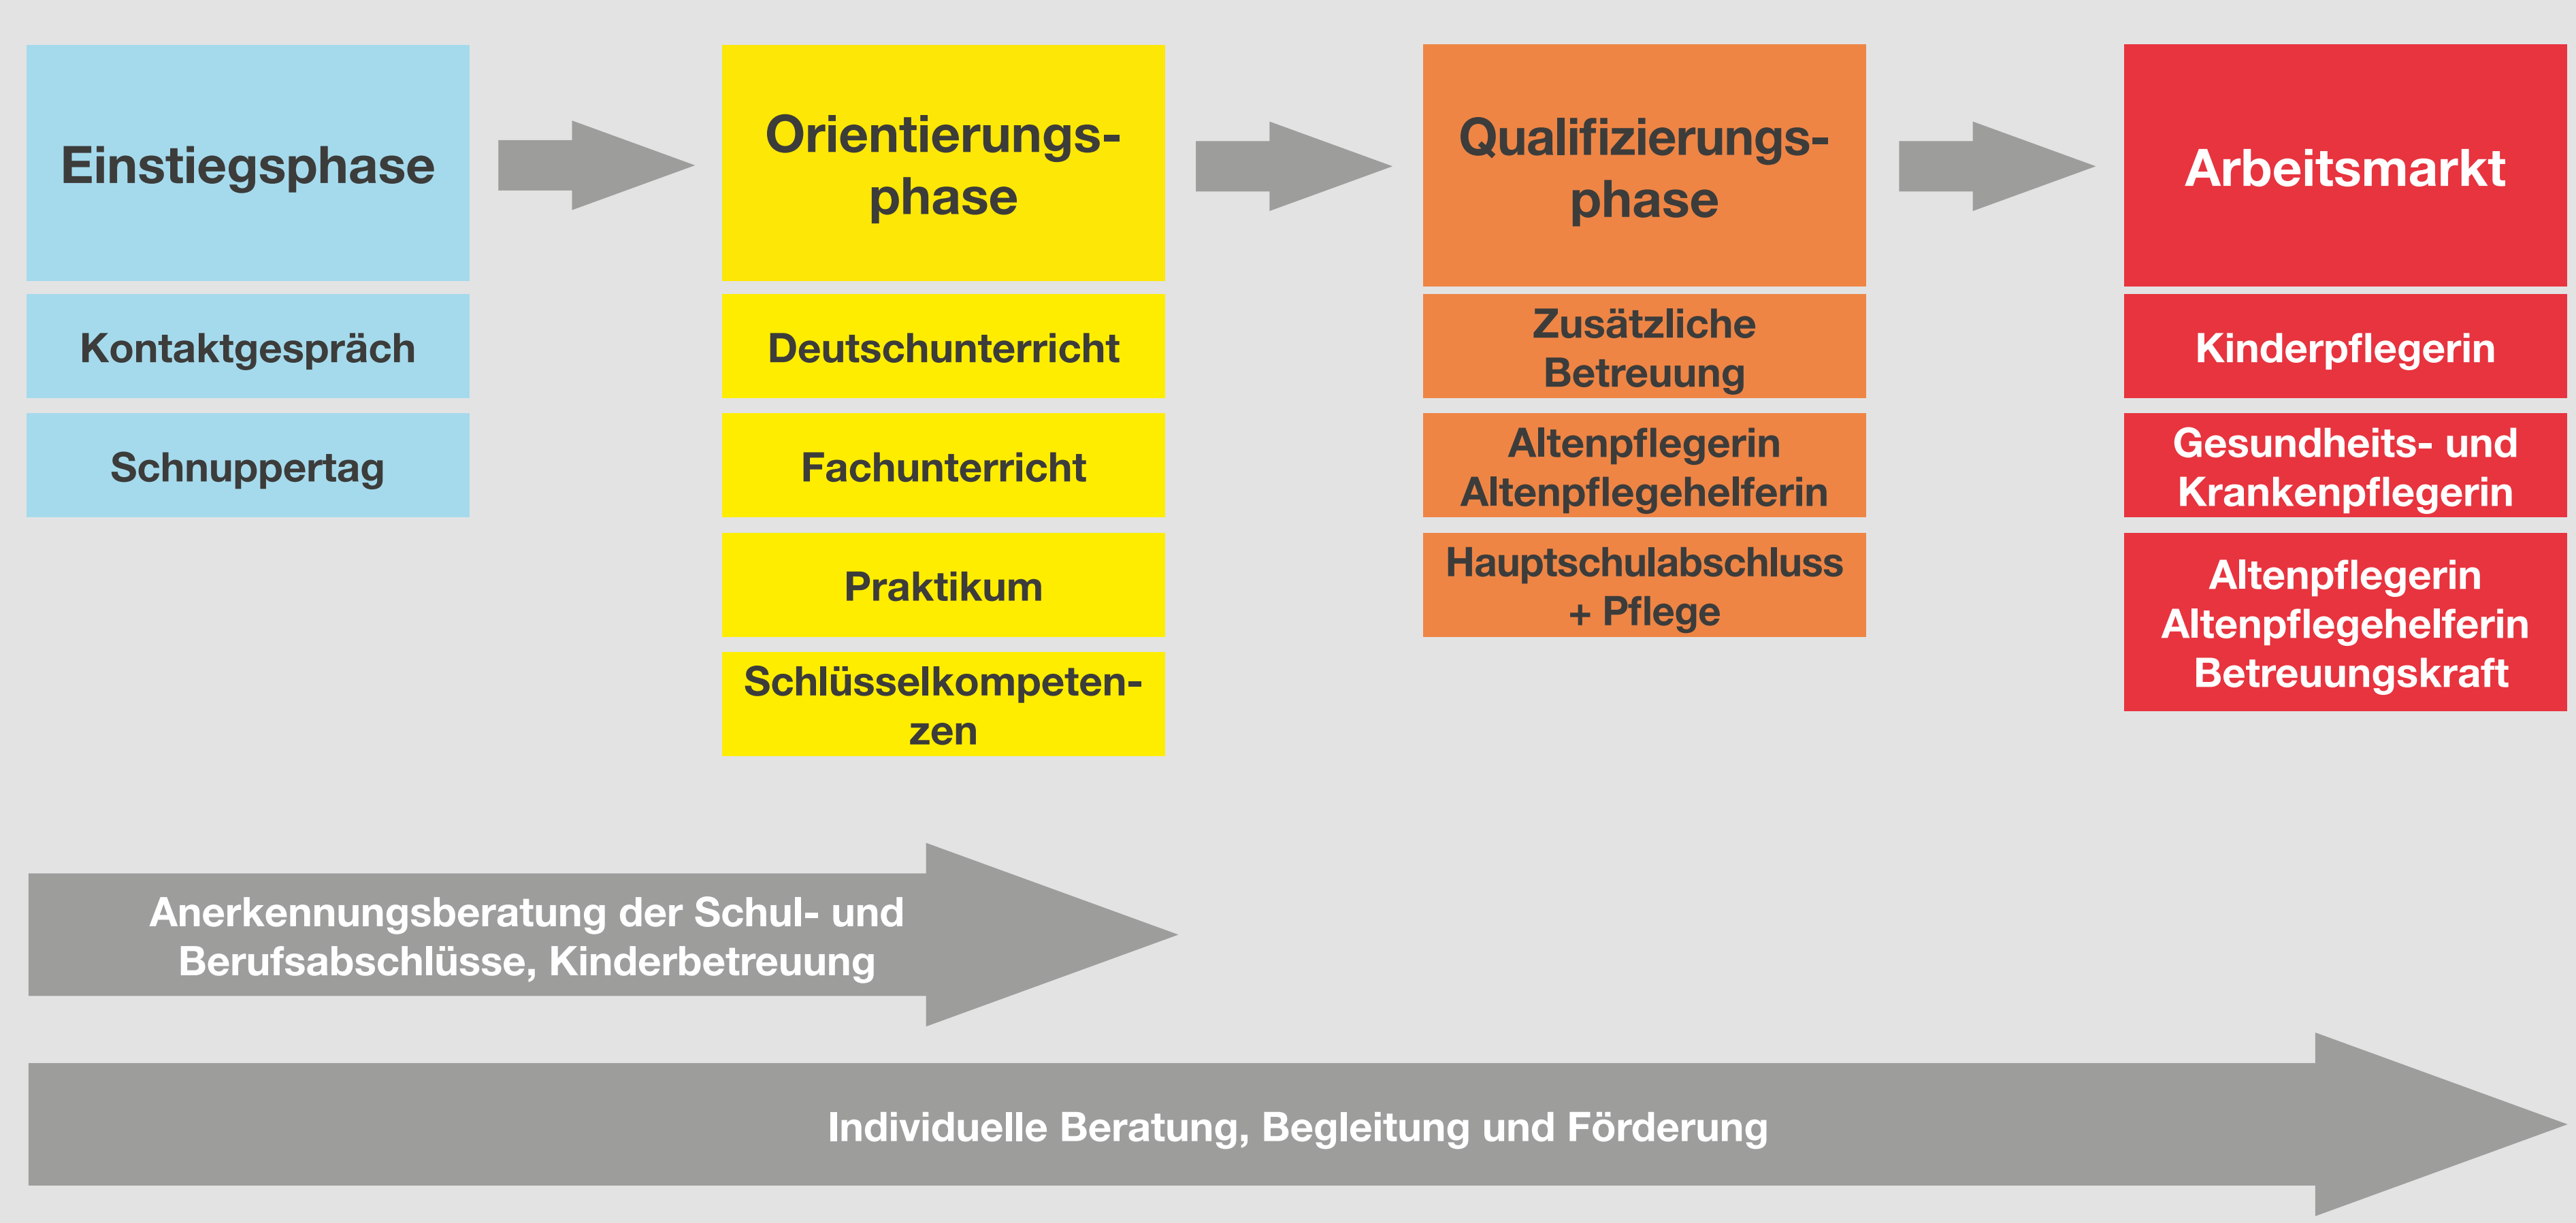 Einstiegsphase
Kontaktgespräch
Schnuppertag
Orientierungs-
phase
Deutschunterricht
Fachunterricht
Praktikum
Schlüsselkompeten-
zen
Qualifizierungs-
phase
Zusätzliche
Betreuung
Altenpflegerin
Altenpflegehelferin
Hauptschulabschluss
+ Pflege
Arbeitsmarkt
Kinderpflegerin
Gesundheits- und
Krankenpflegerin
Altenpflegerin
Altenpflegehelferin
Betreuungskraft
Anerkennungsberatung der Schul- und
Berufsabschlüsse, Kinderbetreuung
Individuelle Beratung, Begleitung und Förderung